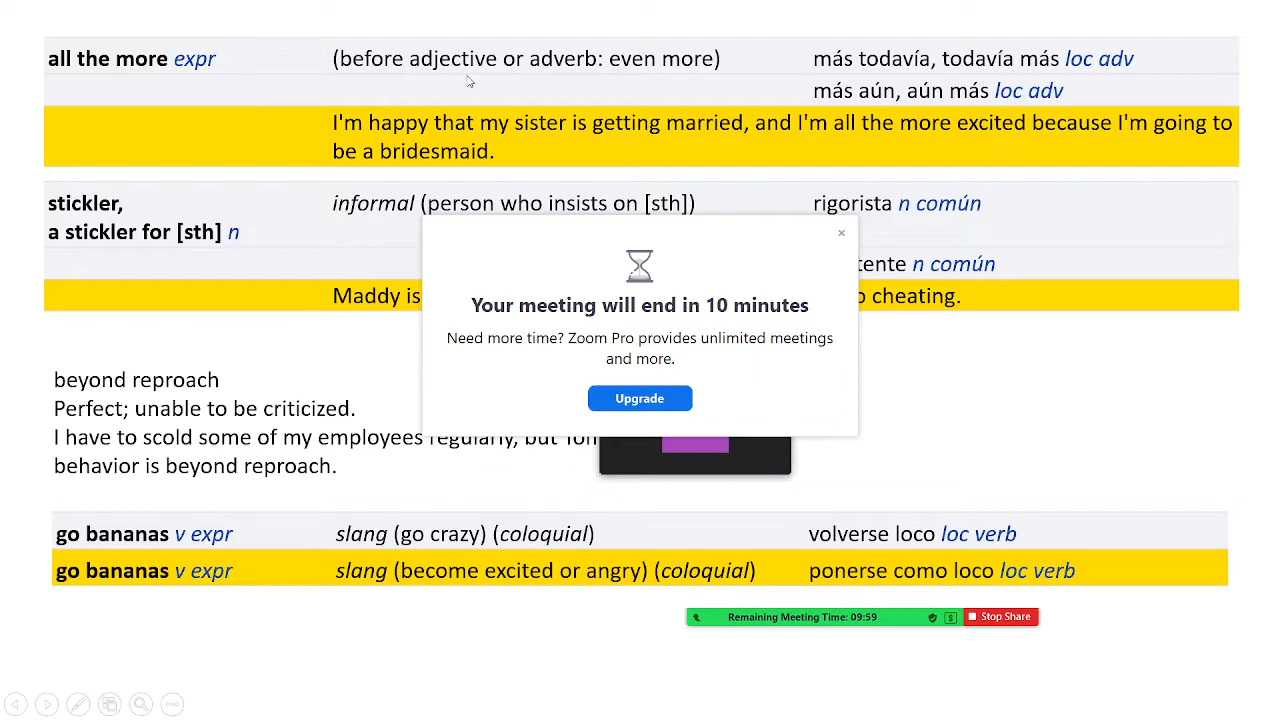 all the more expr (before adjective or adverb: even more) más todavía, todavía más loc adv
más aún, aún más loc adv
I'm happy that my sister is getting married, and I'm all the more excited because I'm going to
be a bridesmaid.
stickler, informal (person who insists on [sth]) rigorista n común
a stickler for [sth] n
n común
Maddy is cheating.
Your meeting will end in 10 minutes
Need more time? Zoom Pro provides unlimited meetings
and more.
Upgrade
beyond reproach
Perfect; unable to be criticized.
I have to scold some of my employees regularly, but
behavior is beyond reproach.
go bananas v expr slang (go crazy) (coloquial) volverse loco loc verb
go bananas v expr slang (become excited or angry) (coloquial) ponerse como loco loc verb
Remaining Meeting Time: 09:59 Stop Share